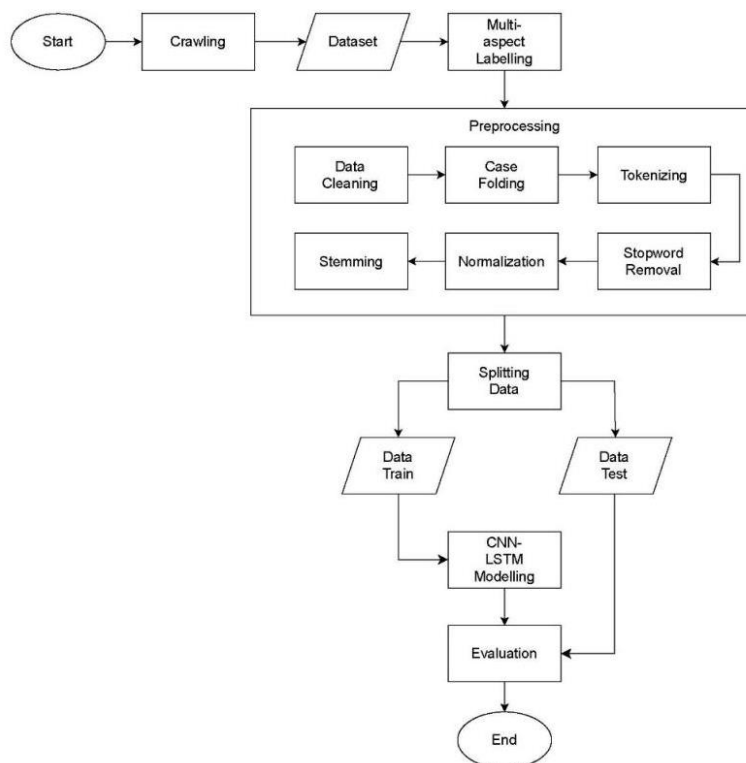 Start
Crawling
Dataset
Multi-
aspect
Labelling
Preprocessing
Data
Cleaning
Case
Folding
Tokenizing
Stopword
Removal
Normalization
Stemming
Splitting
Data
Data
Train
Data
Test
CNN-
LSTM
Modelling
Evaluation
End